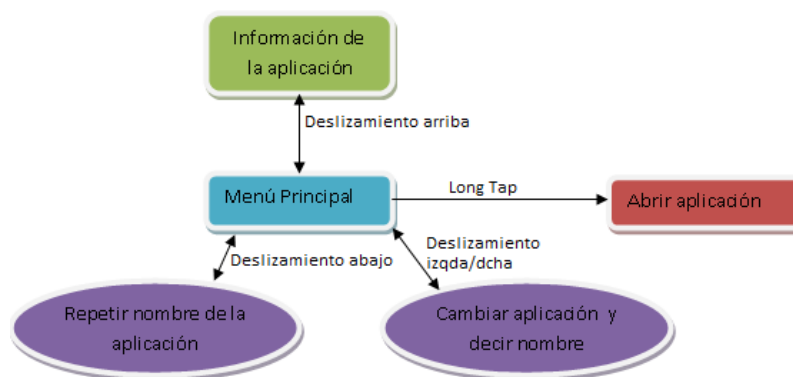 Información de
la aplicación
Deslizamiento arriba
Menú Principal
Long Tap
Abrir aplicación
Deslizamiento abajo
Deslizamiento
izqda/dcha
Repetir nombre de la
aplicación
Cambiar aplicación y
decir nombre